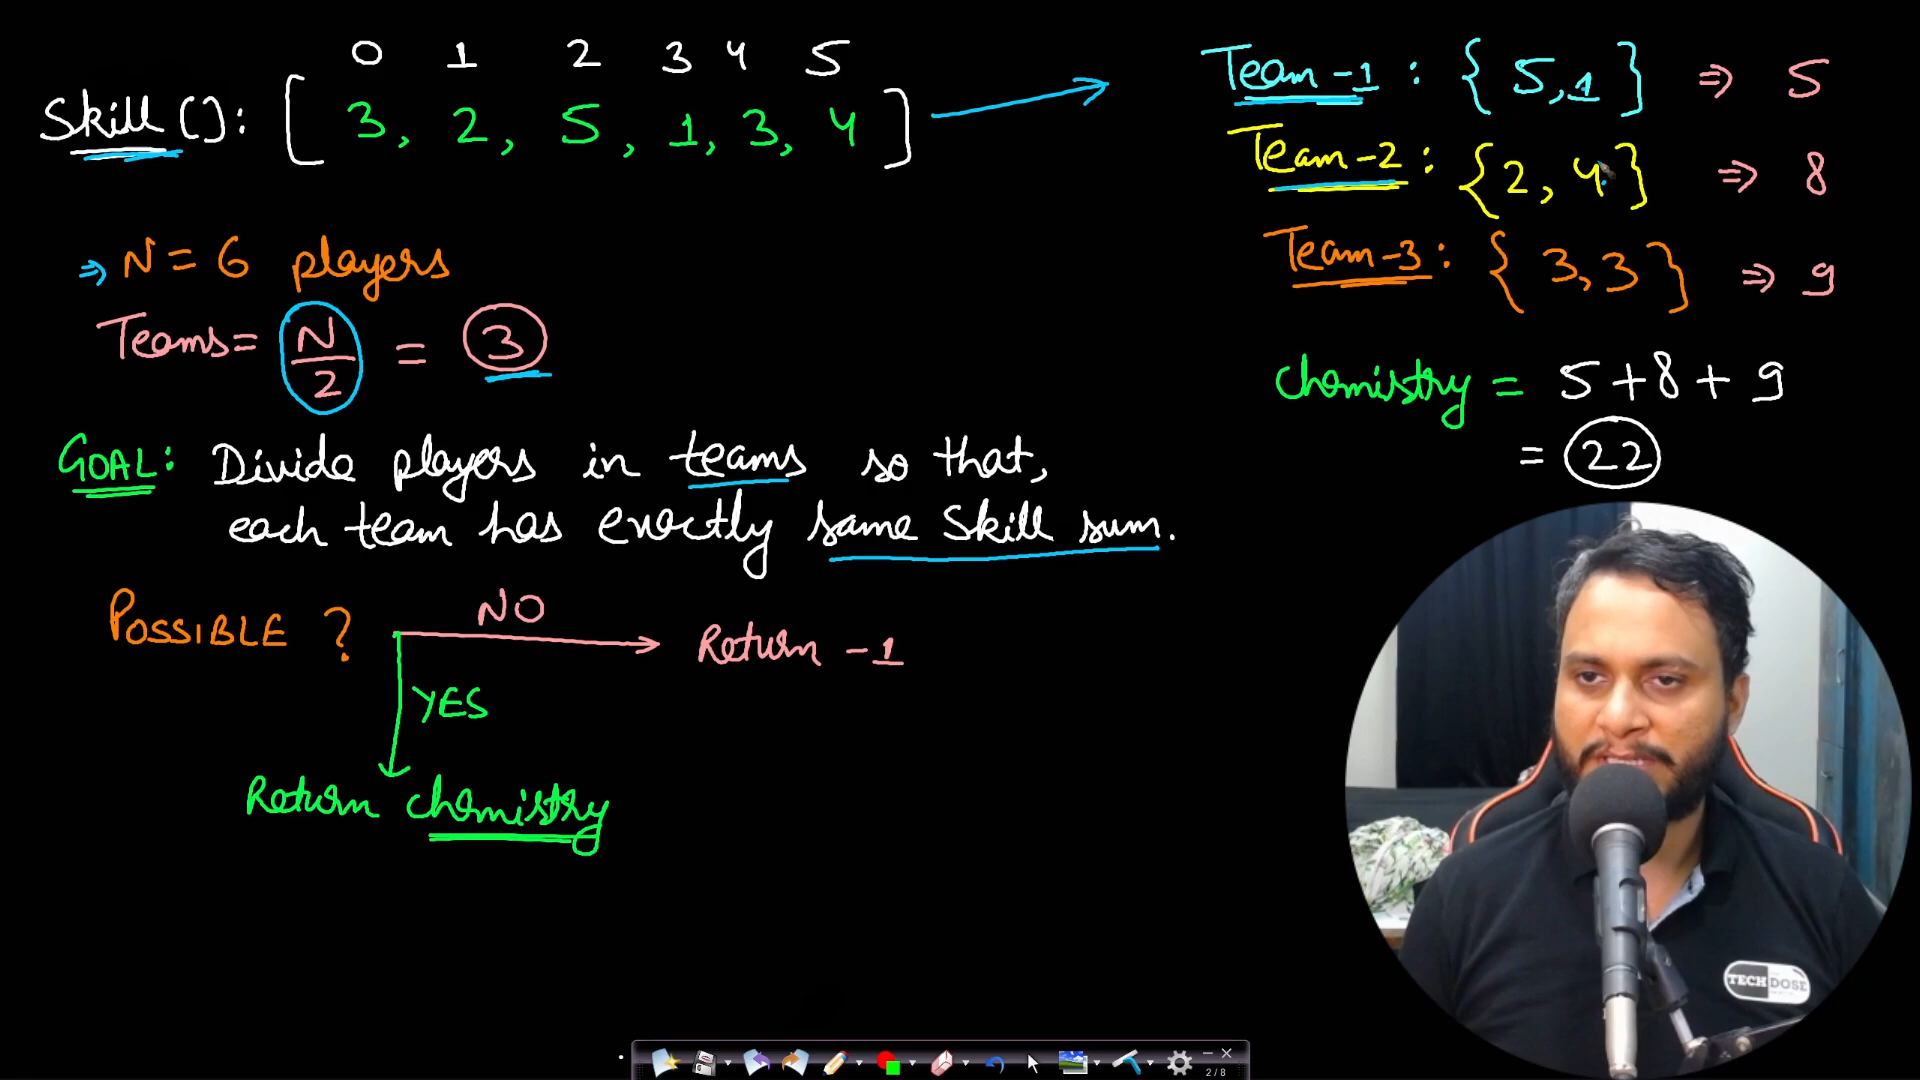 0 1 2 3 4 5
Skill[]: [ 3, 2, 5, 1, 3, 4 ]
⇒ N = 6 players
Teams = N/2 = 3
GOAL: Divide players in teams so that,
each team has exactly same skill sum.
POSSIBLE ?
NO
Return -1
YES
Return chemistry
Team-1 : { 5,1 } ⇒ 5
Team-2 : { 2, 4 } ⇒ 8
Team-3 : { 3,3 } ⇒ 9
Chemistry = 5+8+9
= 22
TECH DOSE
2/8